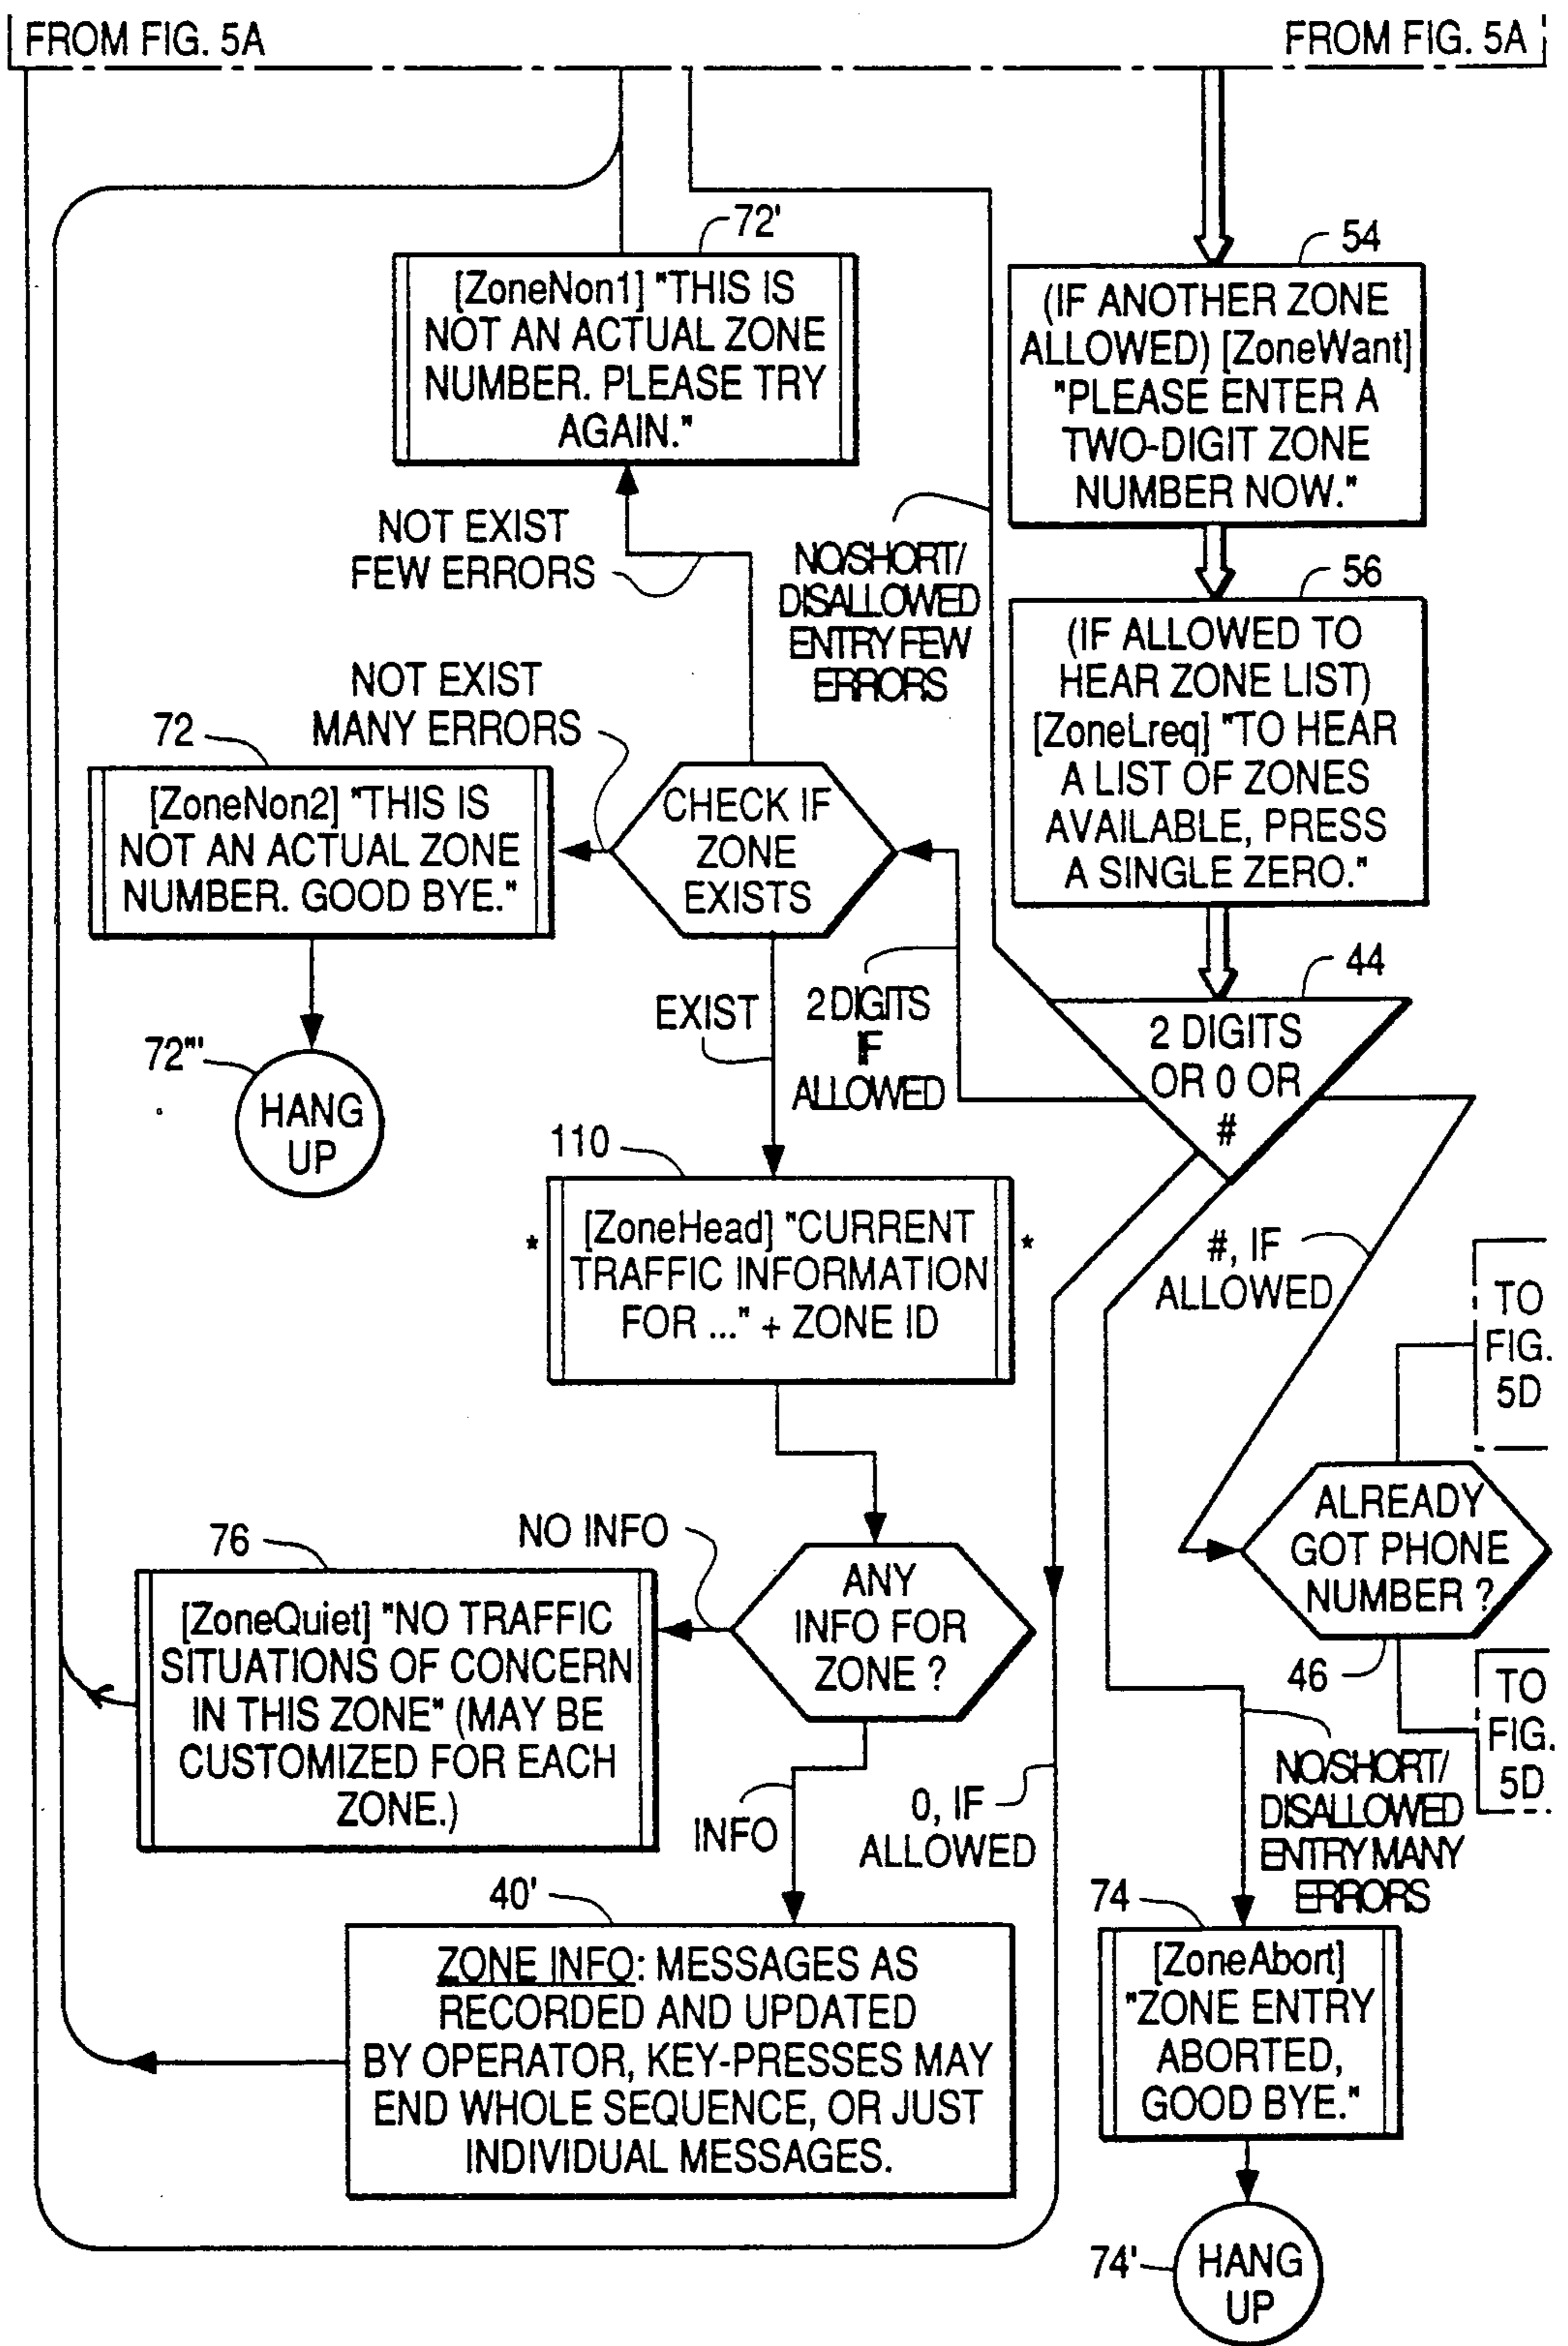 FROM FIG. 5A
FROM FIG. 5A
72'
[ZoneNon1] "THIS IS
NOT AN ACTUAL ZONE
NUMBER. PLEASE TRY
AGAIN."
54
(IF ANOTHER ZONE
ALLOWED) [ZoneWant]
"PLEASE ENTER A
TWO-DIGIT ZONE
NUMBER NOW."
NOT EXIST
FEW ERRORS
NO/SHORT/
DISALLOWED
ENTRY FEW
ERRORS
56
(IF ALLOWED TO
HEAR ZONE LIST)
[ZoneLreq] "TO HEAR
A LIST OF ZONES
AVAILABLE, PRESS
A SINGLE ZERO."
NOT EXIST
MANY ERRORS
72
[ZoneNon2] "THIS IS
NOT AN ACTUAL ZONE
NUMBER. GOOD BYE."
CHECK IF
ZONE
EXISTS
44
2 DIGITS
OR 0 OR
#
EXIST
2 DIGITS
IF
ALLOWED
72'''
HANG
UP
110
* [ZoneHead] "CURRENT *
TRAFFIC INFORMATION
FOR ..." + ZONE ID
#, IF
ALLOWED
TO
FIG.
5D
ALREADY
GOT PHONE
NUMBER ?
46
NO INFO
76
[ZoneQuiet] "NO TRAFFIC
SITUATIONS OF CONCERN
IN THIS ZONE" (MAY BE
CUSTOMIZED FOR EACH
ZONE.)
ANY
INFO FOR
ZONE ?
TO
FIG.
5D
INFO
0, IF
ALLOWED
NO/SHORT/
DISALLOWED
ENTRY MANY
ERRORS
40'
ZONE INFO: MESSAGES AS
RECORDED AND UPDATED
BY OPERATOR, KEY-PRESSES MAY
END WHOLE SEQUENCE, OR JUST
INDIVIDUAL MESSAGES.
74
[ZoneAbort]
"ZONE ENTRY
ABORTED,
GOOD BYE."
74'
HANG
UP